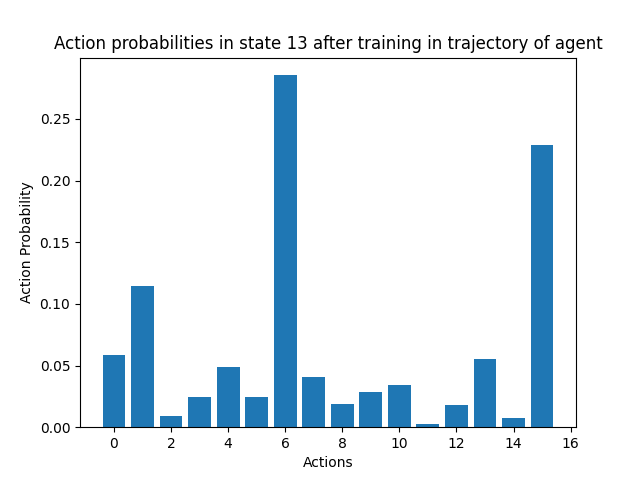 Action probabilities in state 13 after training in trajectory of agent
0.25
0.20
0.15
0.10
0.05
0.00
Action Probability
0 2 4 6 8 10 12 14 16
Actions